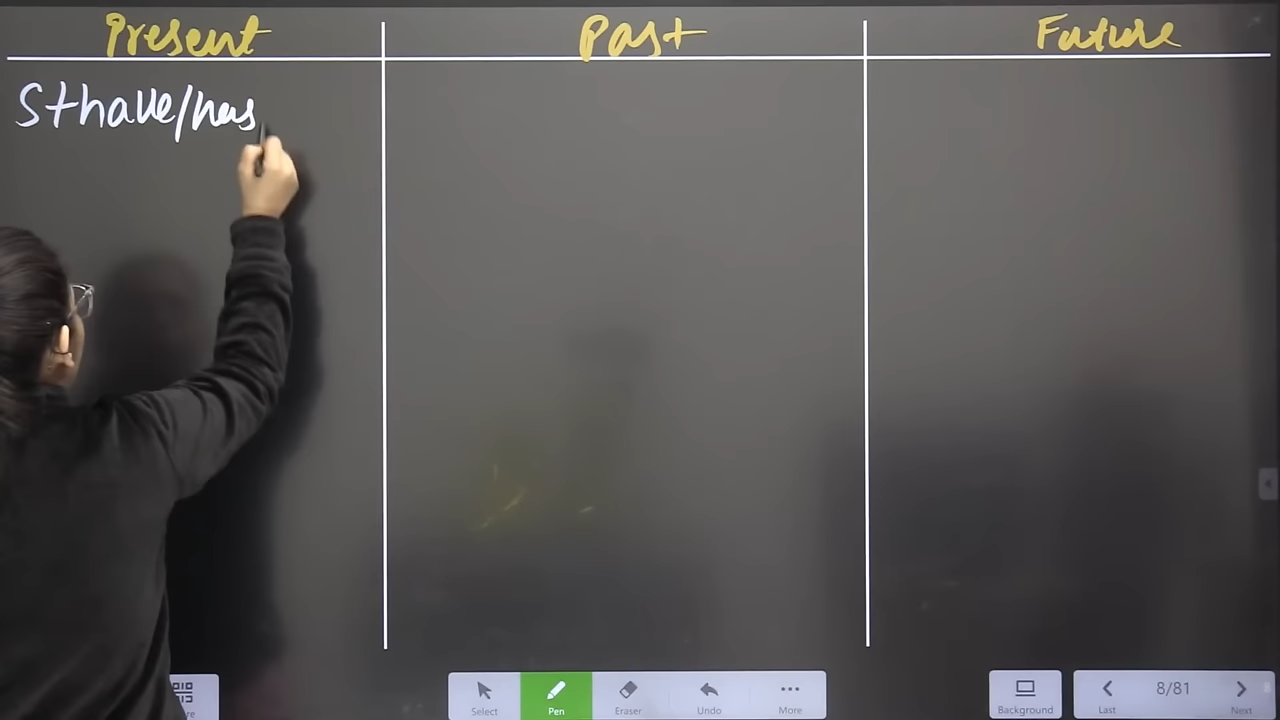 Present Past Future
S+have/has
Select Pen Eraser Undo More Background Last 8/81 Next